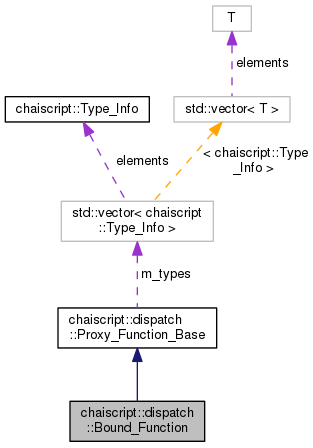 T
elements
chaiscript::Type_Info
std::vector< T >
elements
< chaiscript::Type
_Info >
std::vector< chaiscript
::Type_Info >
m_types
chaiscript::dispatch
::Proxy_Function_Base
chaiscript::dispatch
::Bound_Function